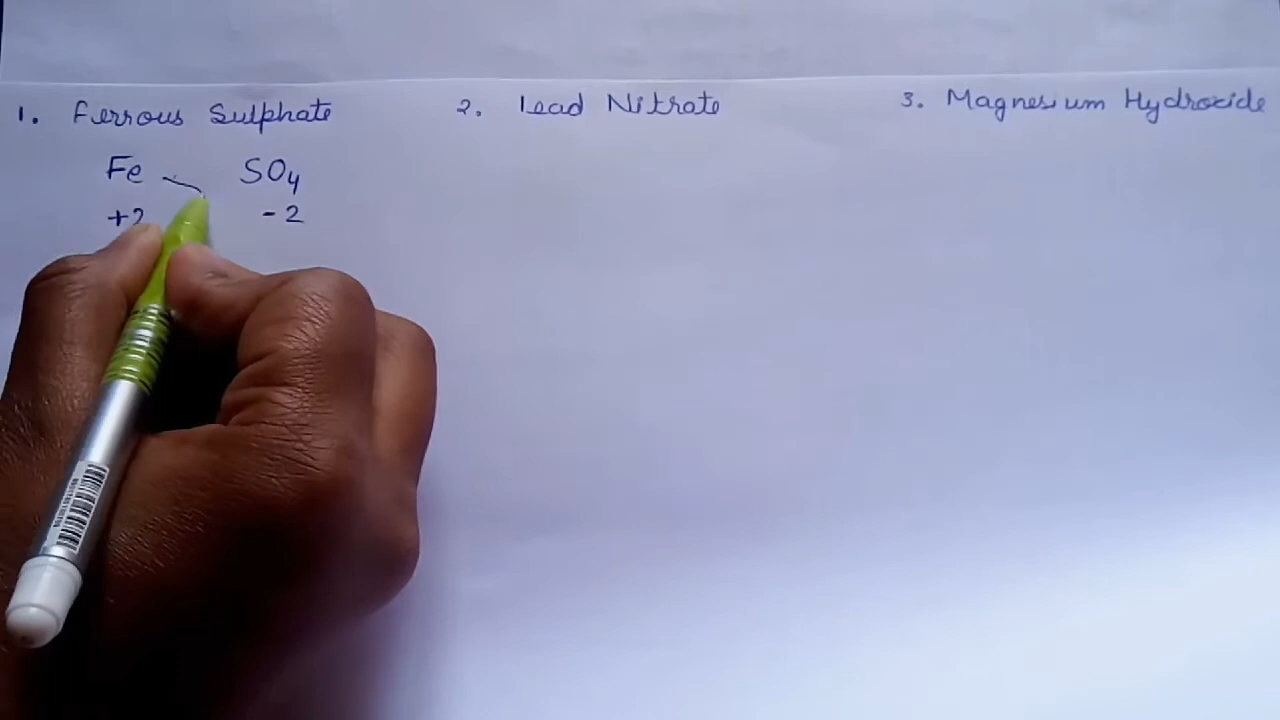 1. Ferrous Sulphate 2. Lead Nitrate 3. Magnesium Hydroxide
Fe SO4
+2 -2